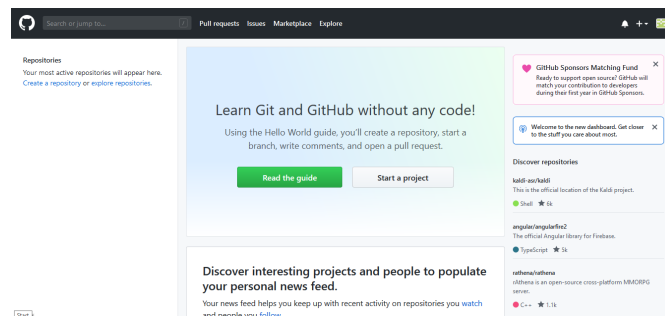 Search or jump to...
/
Pull requests Issues Marketplace Explore
Repositories
Your most active repositories will appear here.
Create a repository or explore repositories.
Learn Git and GitHub without any code!
Using the Hello World guide, you'll create a repository, start a
branch, write comments, and open a pull request.
Read the guide
Start a project
Discover interesting projects and people to populate
your personal news feed.
Your news feed helps you keep up with recent activity on repositories you watch
and people you follow.
GitHub Sponsors Matching Fund
Ready to support open source? GitHub will
match your contribution to developers
during their first year in GitHub Sponsors.
Welcome to the new dashboard. Get closer
to the stuff you care about most.
Discover repositories
kaldi-asr/kaldi
This is the official location of the Kaldi project.
Shell 6k
angular/angularfire2
The official Angular library for Firebase.
TypeScript 5k
rathena/rathena
rAthena is an open-source cross-platform MMORPG
server.
C++ 1.1k
Start